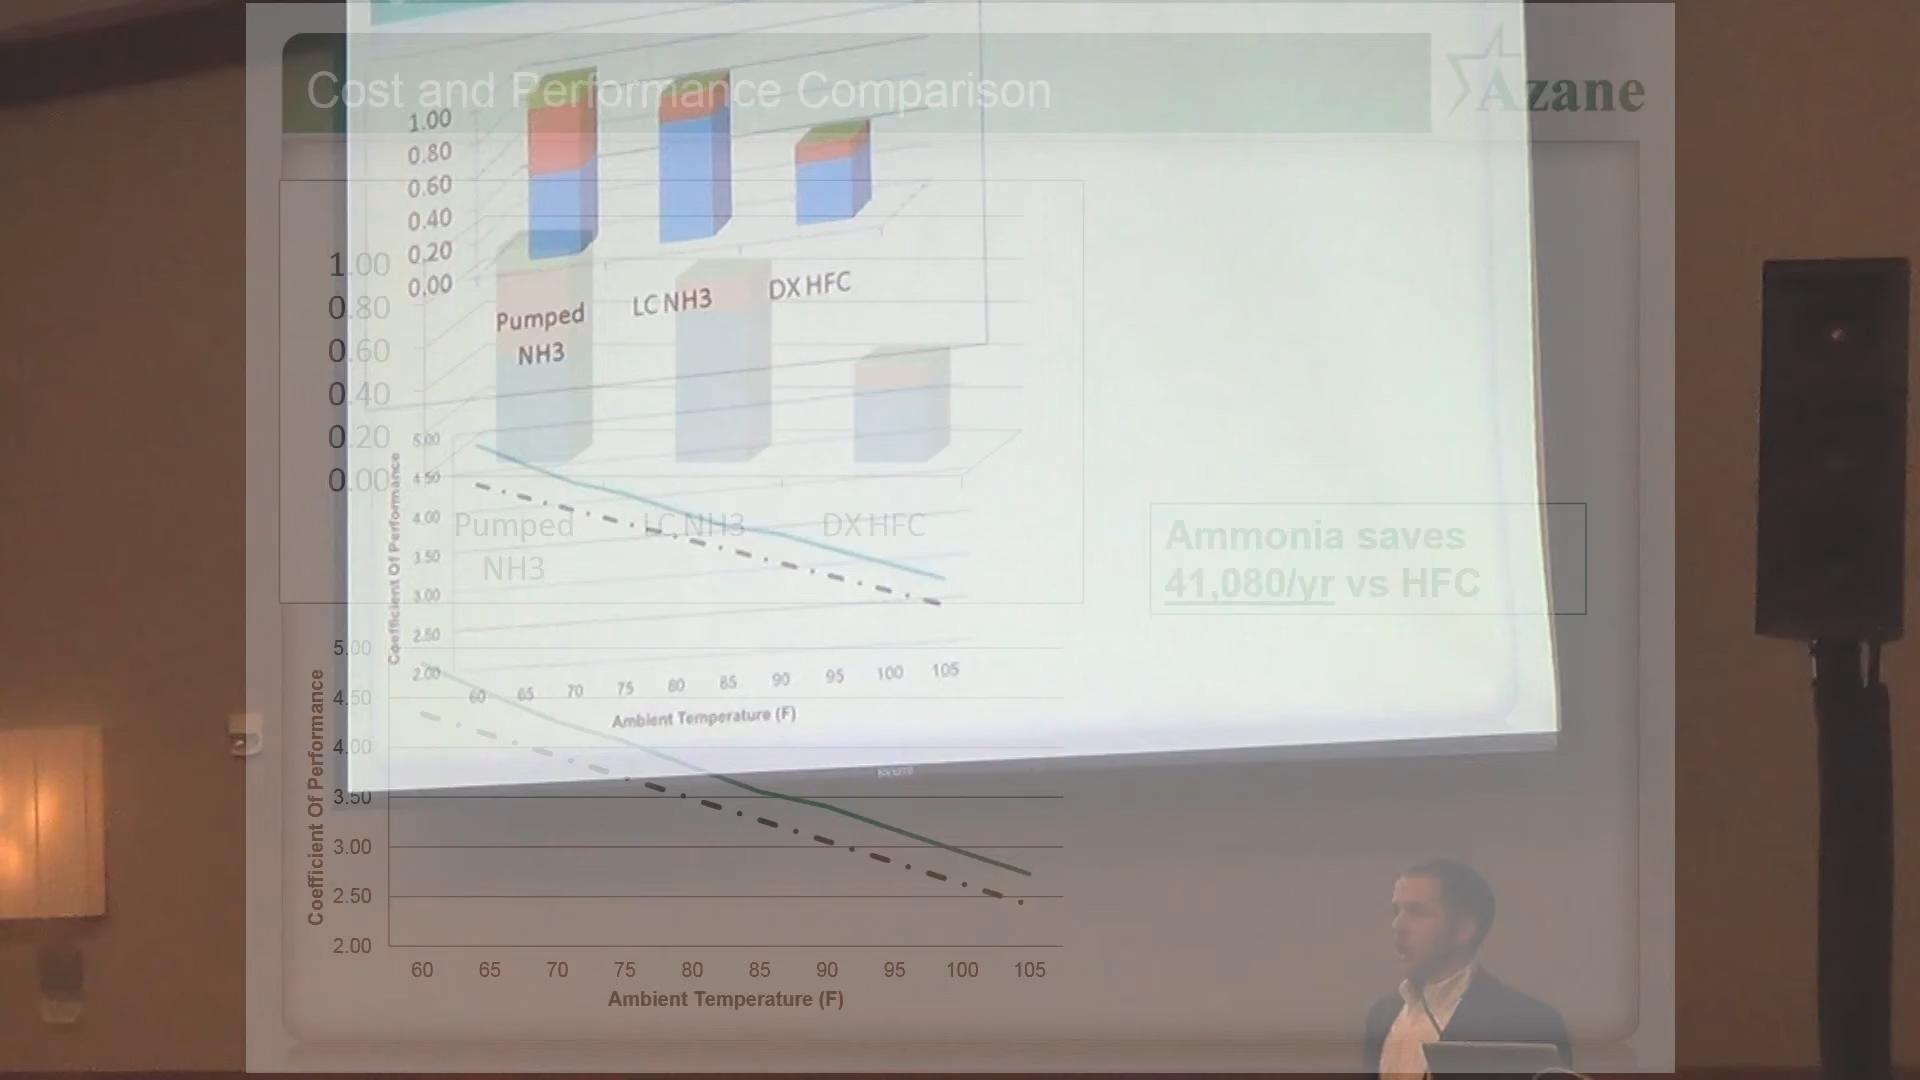 Cost and Performance Comparison
Azane
1.00
0.80
0.60
0.40
0.20
0.00
Pumped
NH3
LC NH3
DX HFC
1.00
0.80
0.60
0.40
0.20
0.00
Pumped
NH3
LC NH3
DX HFC
Ammonia saves
41,080/yr vs HFC
Coefficient Of Performance
5.00
4.50
4.00
3.50
3.00
2.50
2.00
60 65 70 75 80 85 90 95 100 105
Ambient Temperature (F)
Coefficient Of Performance
5.00
4.50
4.00
3.50
3.00
2.50
2.00
60 65 70 75 80 85 90 95 100 105
Ambient Temperature (F)